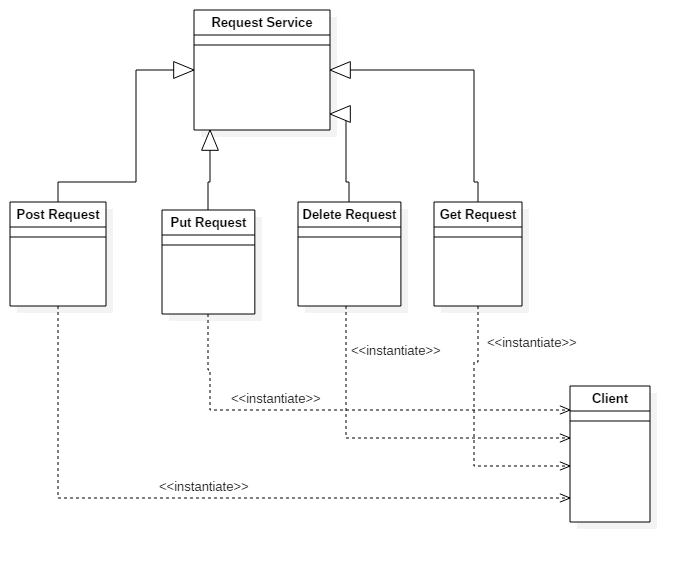 Request Service
Post Request
Put Request
Delete Request
Get Request
<<instantiate>>
<<instantiate>>
<<instantiate>>
Client
<<instantiate>>